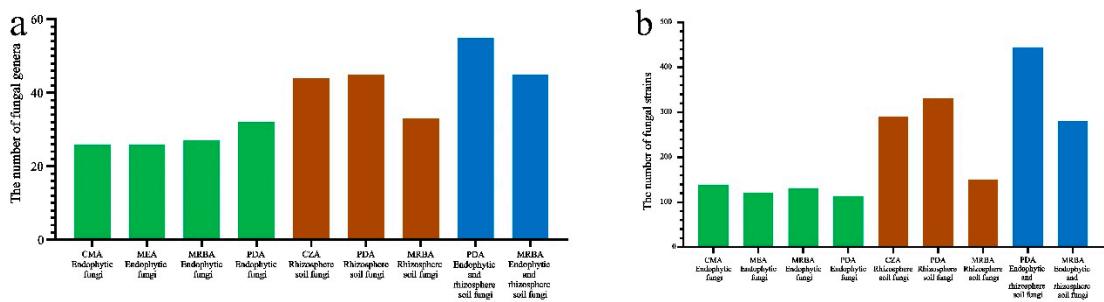 a
The number of fungal genera
60
40
20
0
CMA
Endophytic
fungi
MEA
Endophytic
fungi
MRBA
Endophytic
fungi
PDA
Endophytic
fungi
CZA
Rhizosphere
soil fungi
PDA
Rhizosphere
soil fungi
MRBA
Rhizosphere
soil fungi
PDA
Endophytic
and
rhizosphere
soil fungi
MRBA
Endophytic
and rhizosphere
soil fungi
b
The number of fungal strains
500
400
300
200
100
0
CMA
Endophytic
fungi
MEA
Endophytic
fungi
MRBA
Endophytic
fungi
PDA
Endophytic
fungi
CZA
Rhizosphere
soil fungi
PDA
Rhizosphere
soil fungi
MRBA
Rhizosphere
soil fungi
PDA
Endophytic
and
rhizosphere
soil fungi
MRBA
Endophytic
and rhizosphere
soil fungi